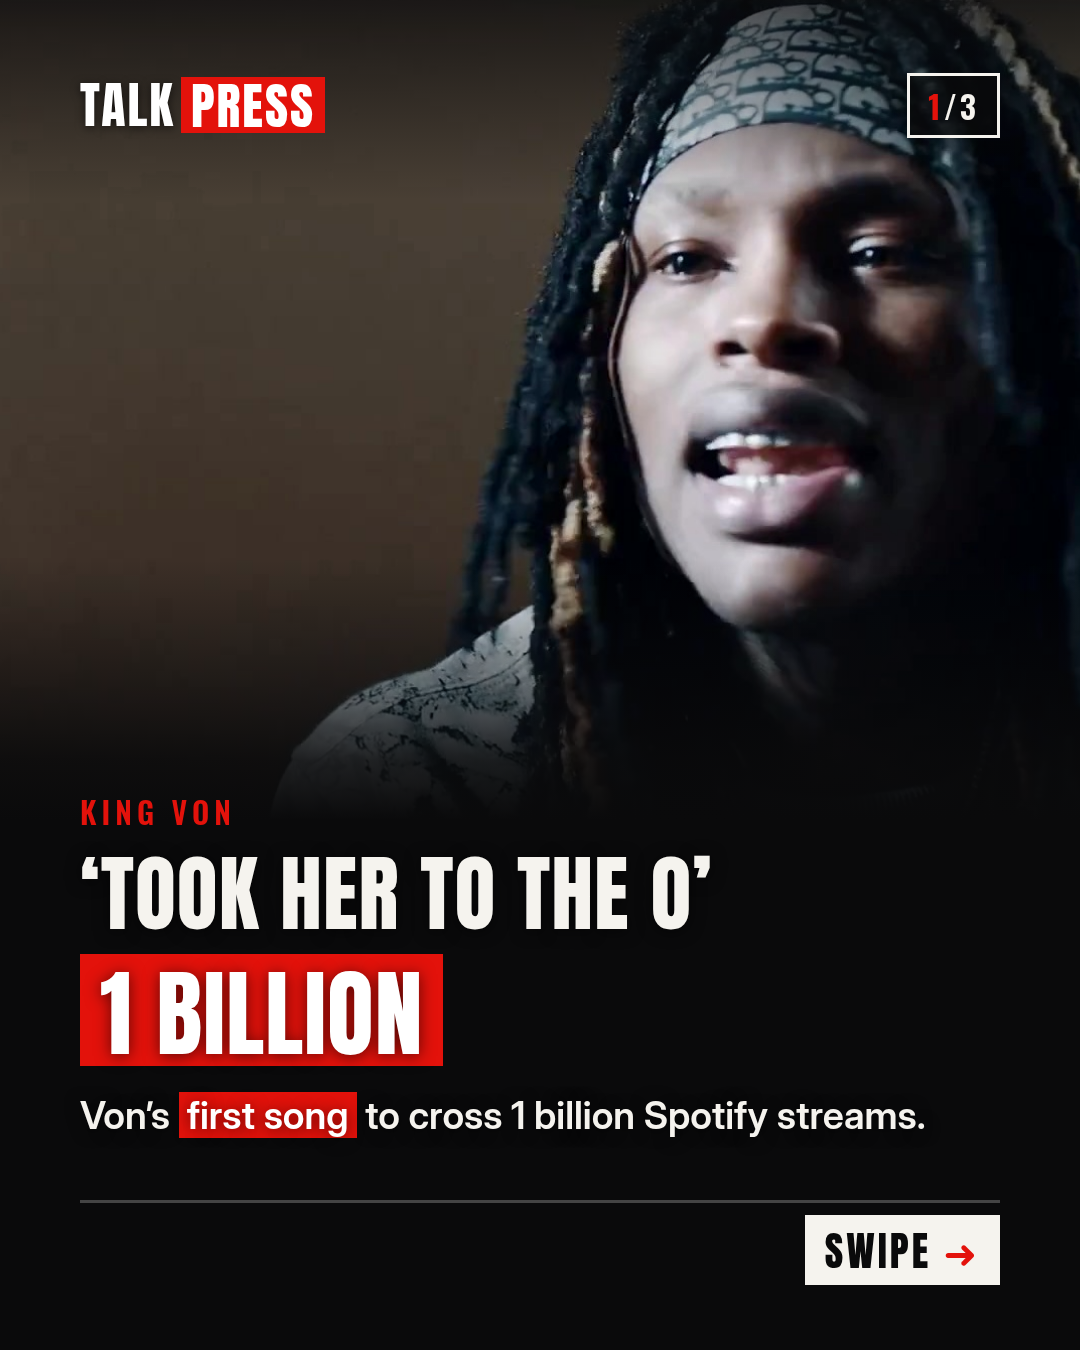 TALK PRESS
1/3
KING VON
‘TOOK HER TO THE O’
1 BILLION
Von’s first song to cross 1 billion Spotify streams.
SWIPE →